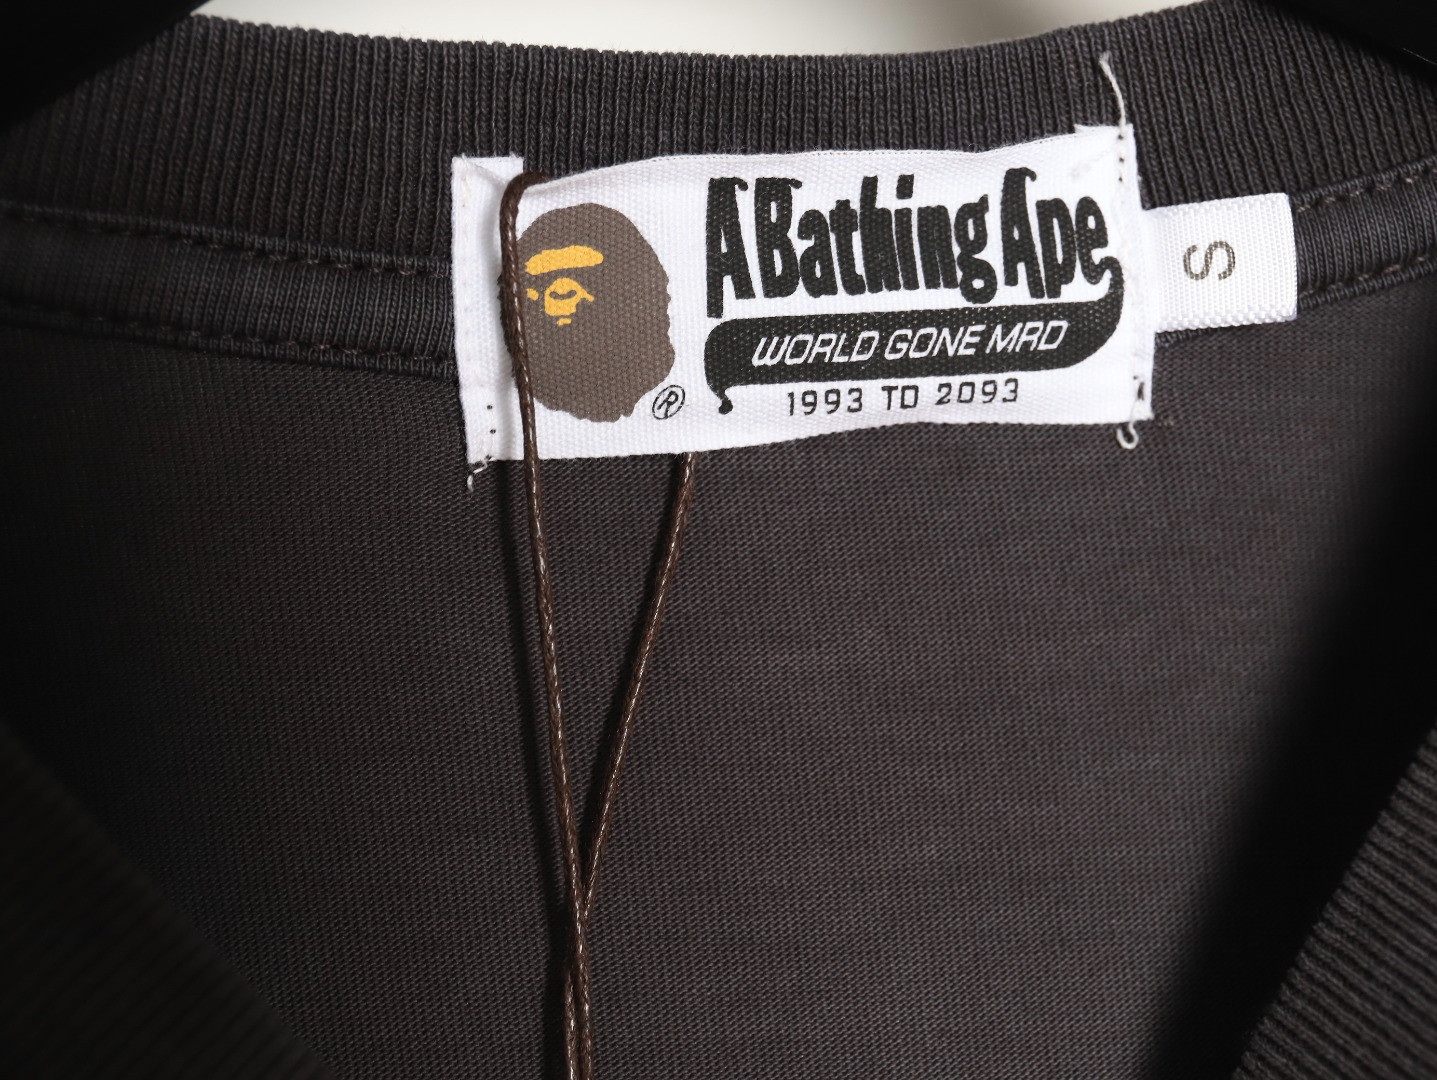 A Bathing Ape
WORLD GONE MAD
1993 TO 2093
®
S